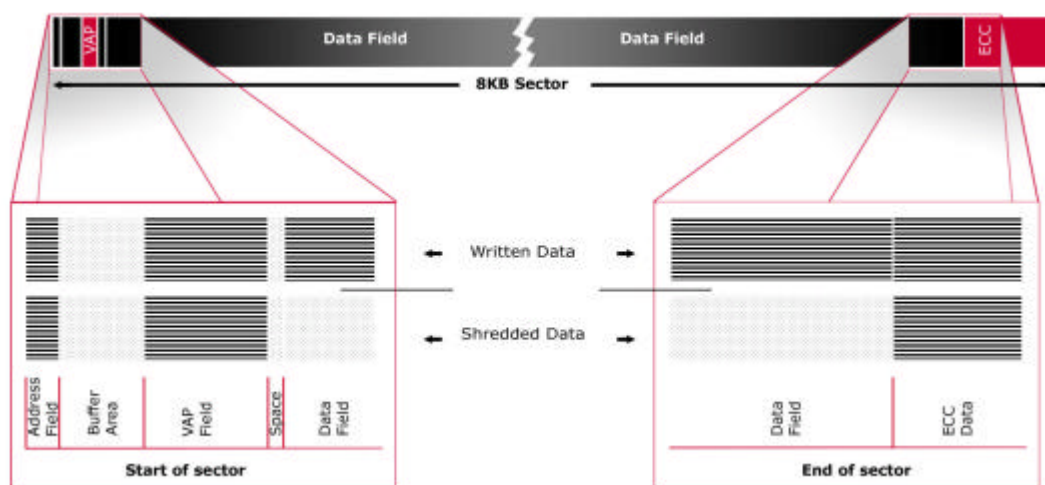 VAP
Data Field
Data Field
ECC
8KB Sector
Written Data
Shredded Data
Address
Field
Buffer
Area
VAP
Field
Space
Data
Field
Data
Field
ECC
Data
Start of sector
End of sector